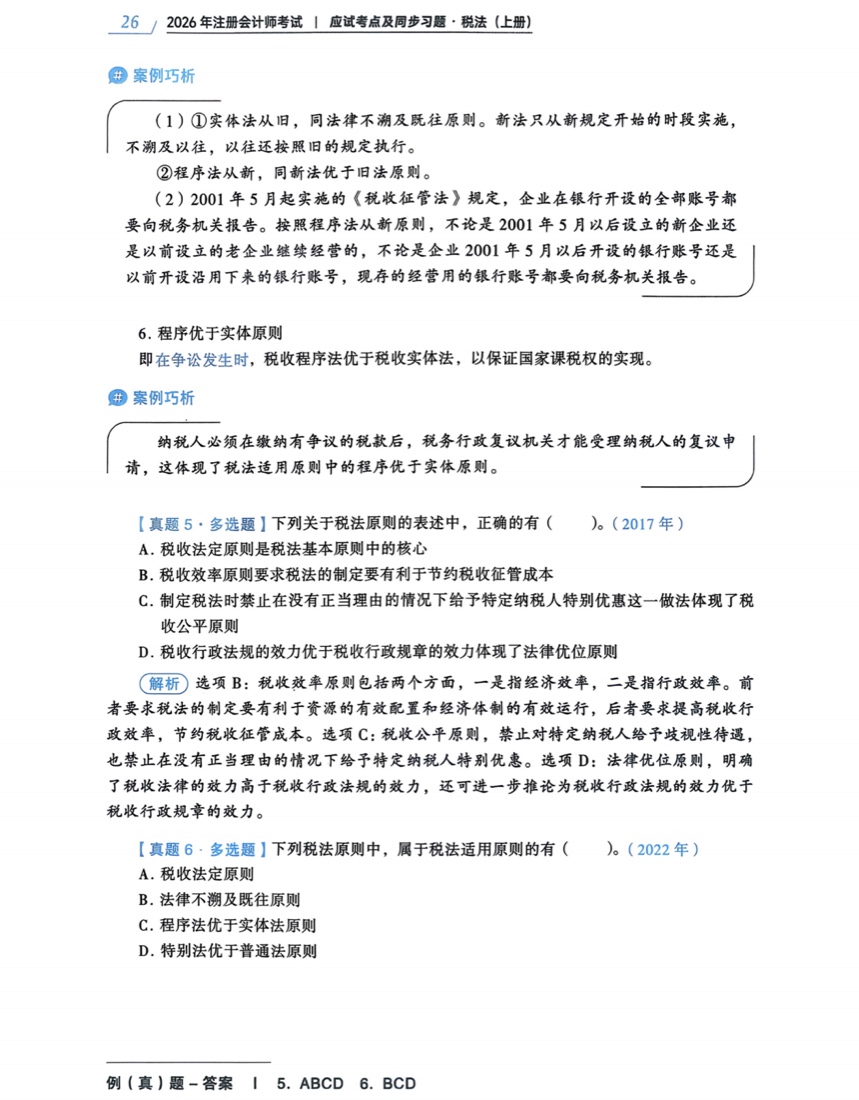 26 2026年注册会计师考试 | 应试考点及同步习题·税法（上册）
# 案例巧析
（1）①实体法从旧，同法律不溯及既往原则。新法只从新规定开始的时段实施，
不溯及以往，以往还按照旧的规定执行。
②程序法从新，同新法优于旧法原则。
（2）2001年5月起实施的《税收征管法》规定，企业在银行开设的全部账号都
要向税务机关报告。按照程序法从新原则，不论是2001年5月以后设立的新企业还
是以前设立的老企业继续经营的，不论是企业2001年5月以后开设的银行账号还是
以前开设沿用下来的银行账号，现存的经营用的银行账号都要向税务机关报告。
6. 程序优于实体原则
即在争讼发生时，税收程序法优于税收实体法，以保证国家课税权的实现。
# 案例巧析
纳税人必须在缴纳有争议的税款后，税务行政复议机关才能受理纳税人的复议申
请，这体现了税法适用原则中的程序优于实体原则。
【真题5·多选题】下列关于税法原则的表述中，正确的有（ ）。（2017年）
A. 税收法定原则是税法基本原则中的核心
B. 税收效率原则要求税法的制定要有利于节约税收征管成本
C. 制定税法时禁止在没有正当理由的情况下给予特定纳税人特别优惠这一做法体现了税
收公平原则
D. 税收行政法规的效力优于税收行政规章的效力体现了法律优位原则
解析 选项B：税收效率原则包括两个方面，一是指经济效率，二是指行政效率。前
者要求税法的制定要有利于资源的有效配置和经济体制的有效运行，后者要求提高税收行
政效率，节约税收征管成本。选项C：税收公平原则，禁止对特定纳税人给予歧视性待遇，
也禁止在没有正当理由的情况下给予特定纳税人特别优惠。选项D：法律优位原则，明确
了税收法律的效力高于税收行政法规的效力，还可进一步推论为税收行政法规的效力优于
税收行政规章的效力。
【真题6·多选题】下列税法原则中，属于税法适用原则的有（ ）。（2022年）
A. 税收法定原则
B. 法律不溯及既往原则
C. 程序法优于实体法原则
D. 特别法优于普通法原则
例（真）题－答案 | 5. ABCD 6. BCD